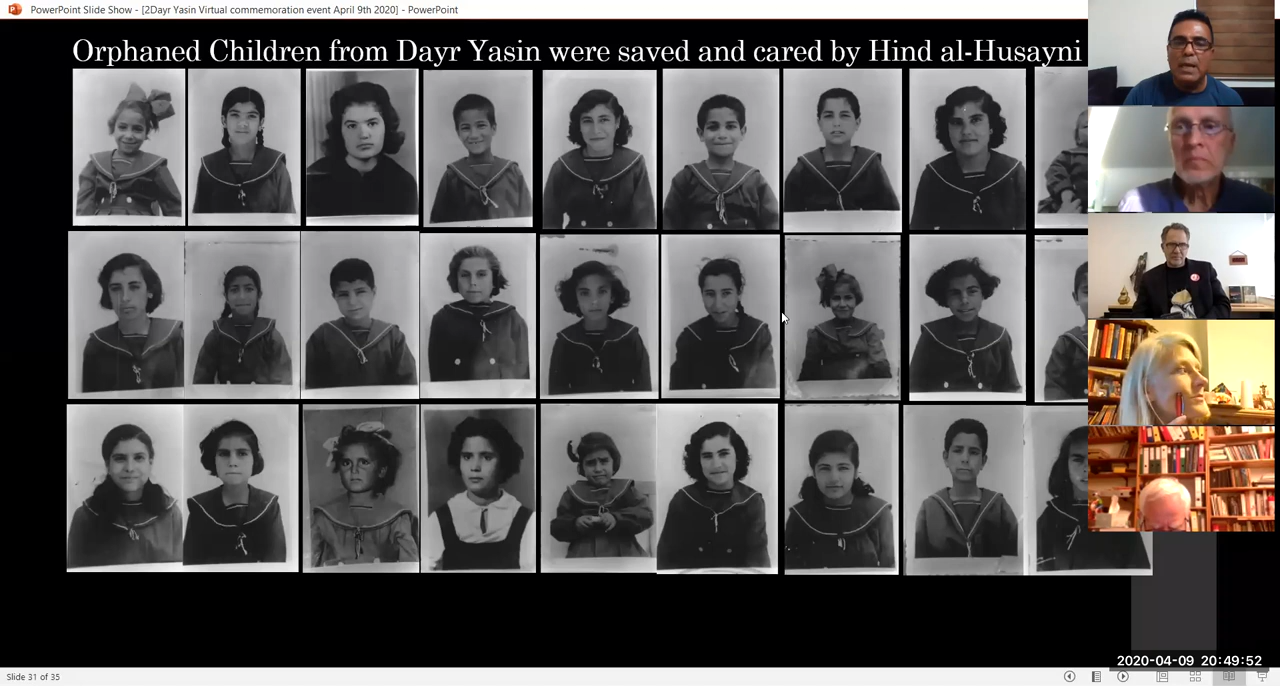 PowerPoint Slide Show - [2Dayr Yasin Virtual commemoration event April 9th 2020] - PowerPoint
Orphaned Children from Dayr Yasin were saved and cared by Hind al-Husayni
2020-04-09 20:49:52
Slide 31 of 35